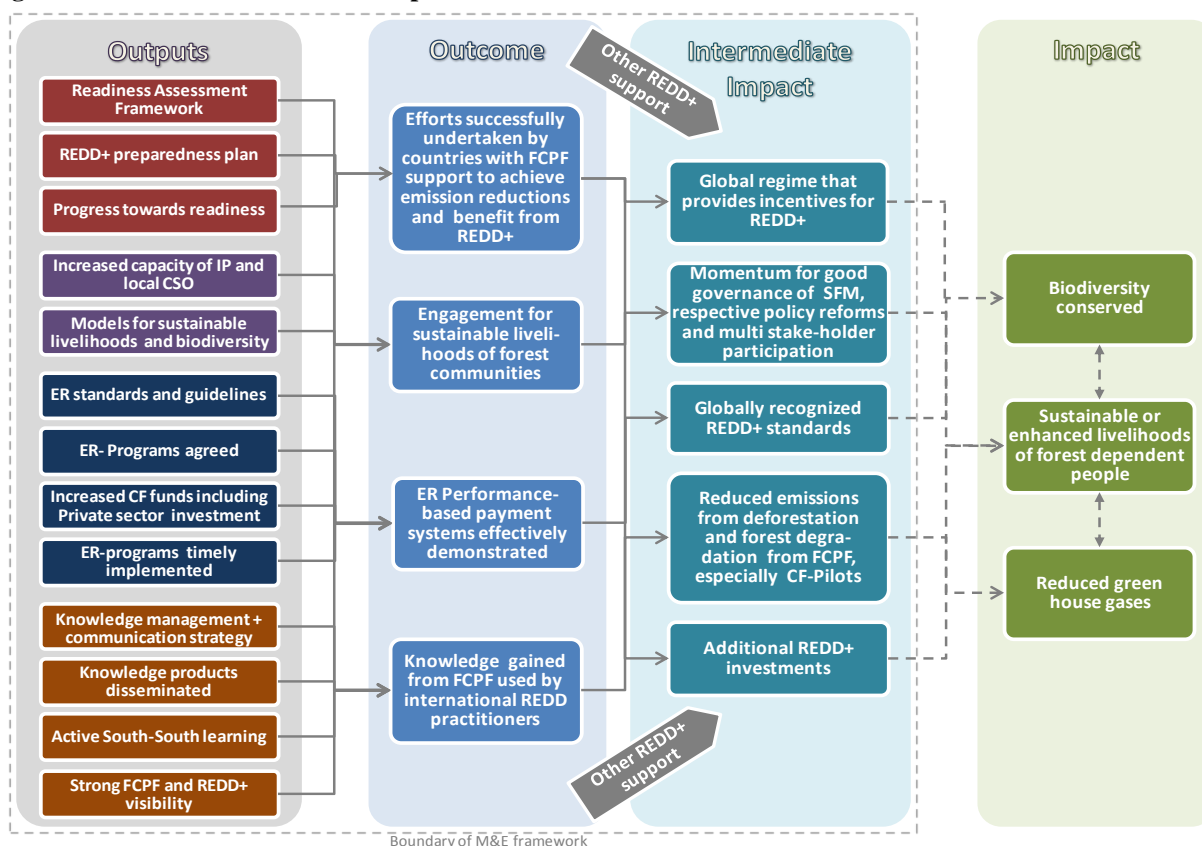 Outputs
Readiness Assessment
Framework
REDD+ preparedness plan
Progress towards readiness
Increased capacity of IP and
local CSO
Models for sustainable
livelihoods and biodiversity
ER standards and guidelines
ER- Programs agreed
Increased CF funds including
Private sector investment
ER-programs timely
implemented
Knowledge management +
communication strategy
Knowledge products
disseminated
Active South-South learning
Strong FCPF and REDD+
visibility
Outcome
Efforts successfully
undertaken by
countries with FCPF
support to achieve
emission reductions
and benefit from
REDD+
Engagement for
sustainable liveli-
hoods of forest
communities
ER Performance-
based payment
systems effectively
demonstrated
Knowledge gained
from FCPF used by
international REDD
practitioners
Other REDD+
support
Intermediate
Impact
Global regime that
provides incentives for
REDD+
Momentum for good
governance of SFM,
respective policy reforms
and multi stake-holder
participation
Globally recognized
REDD+ standards
Reduced emissions
from deforestation
and forest degra-
dation from FCPF,
especially CF-Pilots
Additional REDD+
investments
Other REDD+
support
Impact
Biodiversity
conserved
Sustainable or
enhanced livelihoods
of forest dependent
people
Reduced green
house gases
Boundary of M&E framework